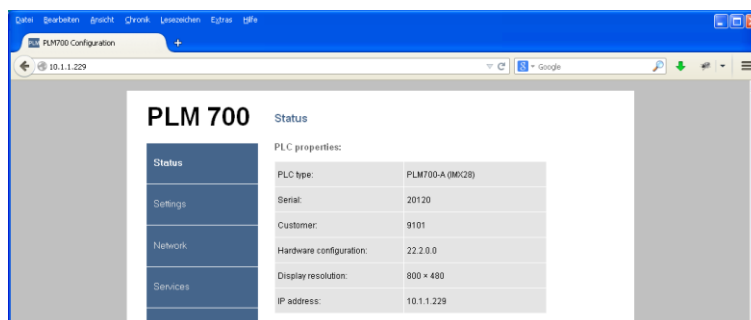 Datei Bearbeiten Ansicht Chronik Lesezeichen Extras Hilfe
PLM PLM700 Configuration
10.1.1.229
Google
PLM 700
Status
PLC properties:
Status
PLC type: PLM700-A (IMX28)
Settings
Serial: 20120
Customer: 9101
Network
Hardware configuration: 22.2.0.0
Services
Display resolution: 800 × 480
IP address: 10.1.1.229